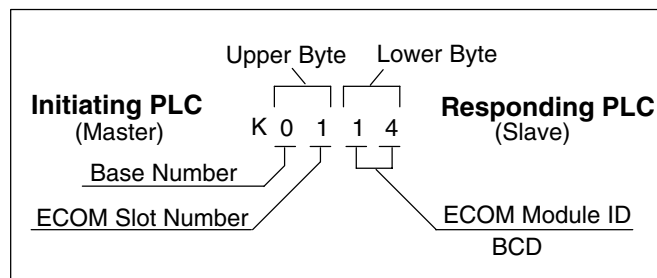 Upper Byte Lower Byte
Initiating PLC
(Master)
K 0 1 1 4
Responding PLC
(Slave)
Base Number
ECOM Slot Number
ECOM Module ID
BCD